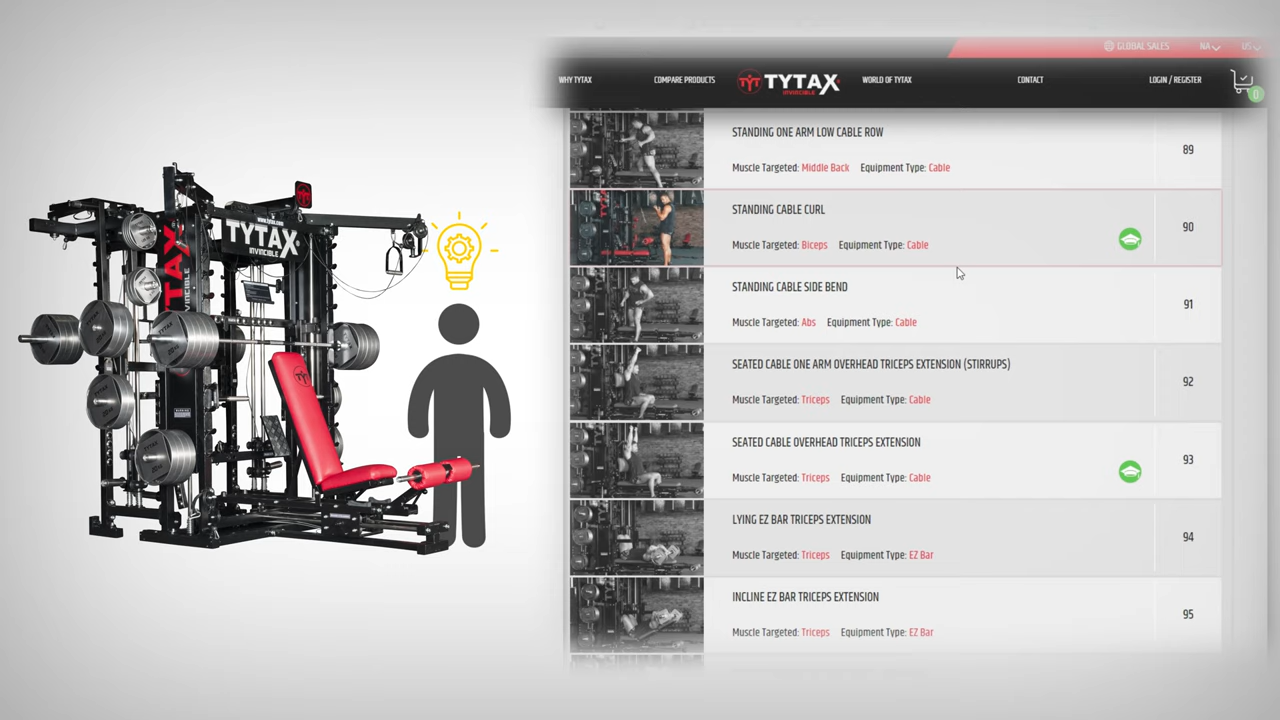 GLOBAL SALES NA US
WHY TYTAX COMPARE PRODUCTS TYTAX INVINCIBLE WORLD OF TYTAX CONTACT LOGIN / REGISTER
0
STANDING ONE ARM LOW CABLE ROW
Muscle Targeted: Middle Back Equipment Type: Cable
89
STANDING CABLE CURL
Muscle Targeted: Biceps Equipment Type: Cable
90
STANDING CABLE SIDE BEND
Muscle Targeted: Abs Equipment Type: Cable
91
SEATED CABLE ONE ARM OVERHEAD TRICEPS EXTENSION (STIRRUPS)
Muscle Targeted: Triceps Equipment Type: Cable
92
SEATED CABLE OVERHEAD TRICEPS EXTENSION
Muscle Targeted: Triceps Equipment Type: Cable
93
LYING EZ BAR TRICEPS EXTENSION
Muscle Targeted: Triceps Equipment Type: EZ Bar
94
INCLINE EZ BAR TRICEPS EXTENSION
Muscle Targeted: Triceps Equipment Type: EZ Bar
95
www.tytax.com
TYTAX
INVINCIBLE
TYTAX
INVINCIBLE